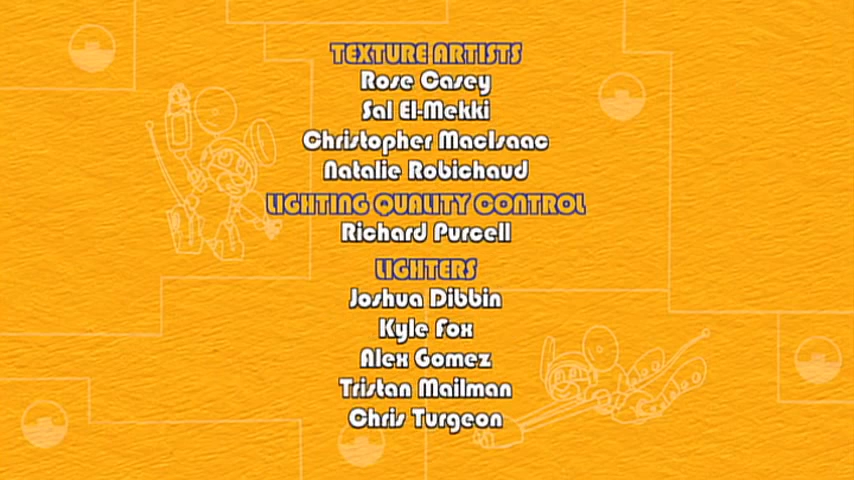 TEXTURE ARTISTS
Rose Casey
Sal El-Mekki
Christopher MacIsaac
Natalie Robichaud
LIGHTING QUALITY CONTROL
Richard Purcell
LIGHTERS
Joshua Dibbin
Kyle Fox
Alex Gomez
Tristan Mailman
Chris Turgeon